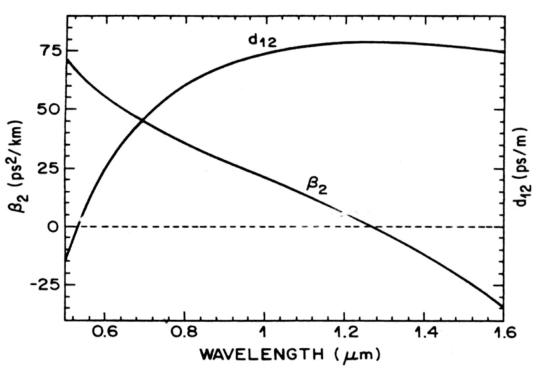 d₁₂
75
50
25
0
-25
β₂ (ps²/km)
β₂
d₁₂ (ps/m)
0.6 0.8 1 1.2 1.4 1.6
WAVELENGTH (μm)